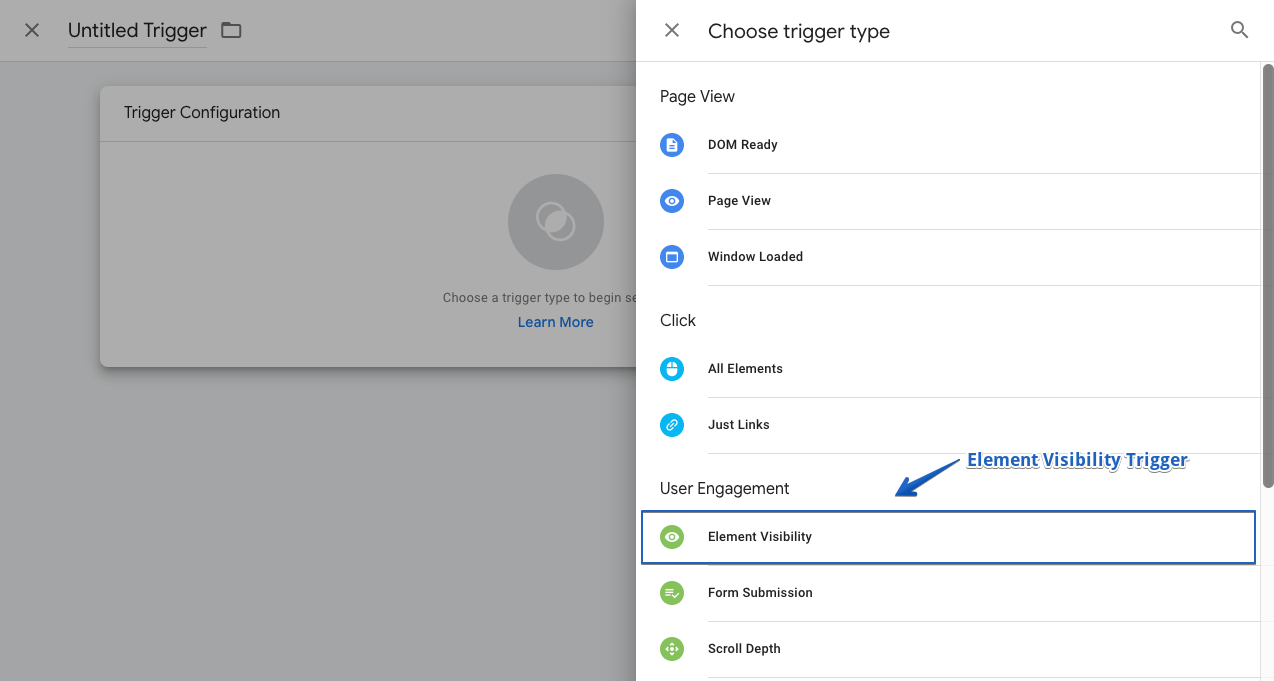 Untitled Trigger
Trigger Configuration
Choose a trigger type to begin se
Learn More
Choose trigger type
Page View
DOM Ready
Page View
Window Loaded
Click
All Elements
Just Links
Element Visibility Trigger
User Engagement
Element Visibility
Form Submission
Scroll Depth